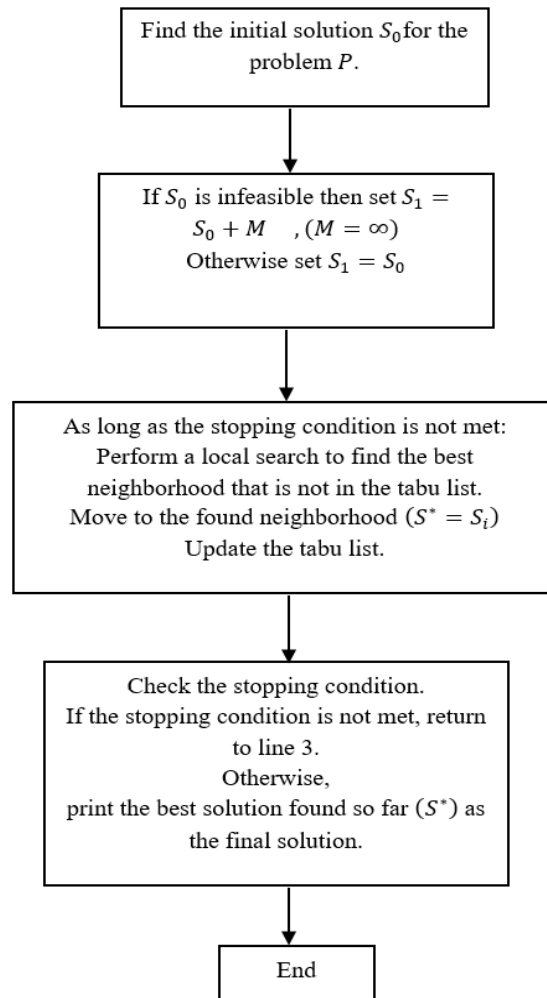 Find the initial solution S₀for the
problem P.
If S₀ is infeasible then set S₁ =
S₀ + M , (M = ∞)
Otherwise set S₁ = S₀
As long as the stopping condition is not met:
Perform a local search to find the best
neighborhood that is not in the tabu list.
Move to the found neighborhood (S* = Sᵢ)
Update the tabu list.
Check the stopping condition.
If the stopping condition is not met, return
to line 3.
Otherwise,
print the best solution found so far (S*) as
the final solution.
End